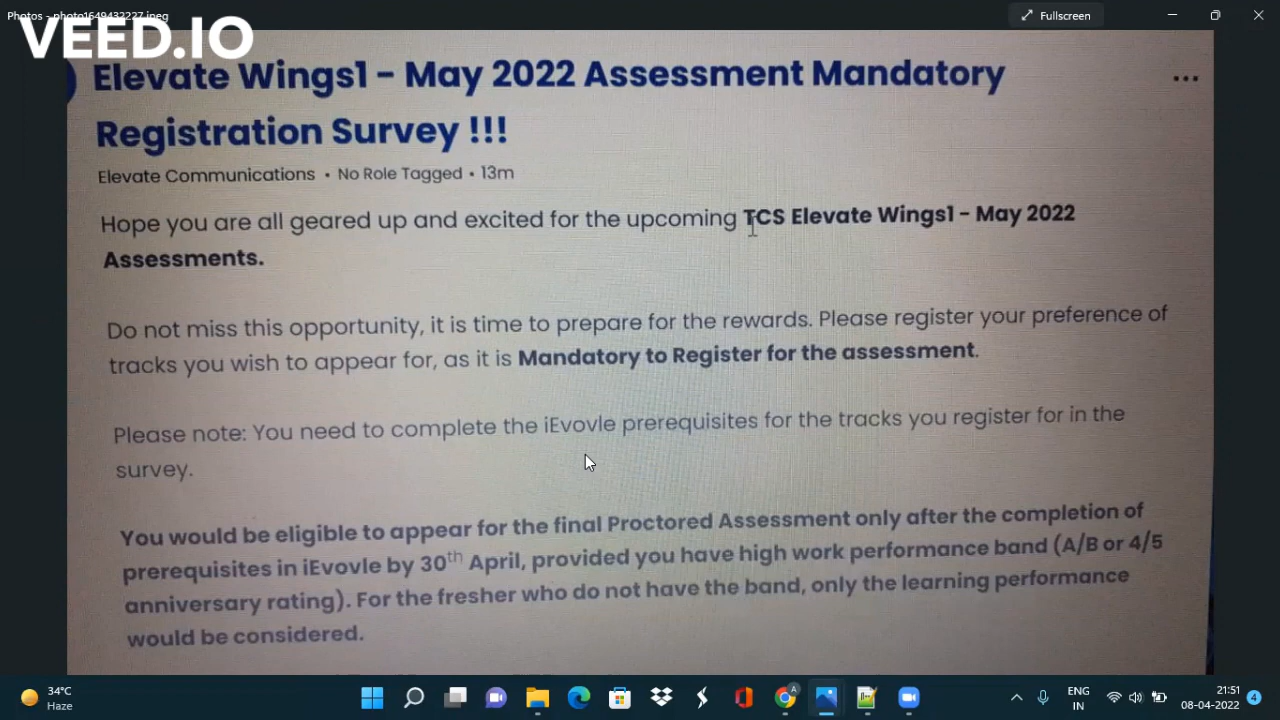 Photos - photo1649432227.jpeg
Fullscreen
VEED.IO
Elevate Wings1 - May 2022 Assessment Mandatory
Registration Survey !!!
Elevate Communications • No Role Tagged • 13m
Hope you are all geared up and excited for the upcoming TCS Elevate Wings1 - May 2022
Assessments.
Do not miss this opportunity, it is time to prepare for the rewards. Please register your preference of
tracks you wish to appear for, as it is Mandatory to Register for the assessment.
Please note: You need to complete the iEvovle prerequisites for the tracks you register for in the
survey.
You would be eligible to appear for the final Proctored Assessment only after the completion of
prerequisites in iEvovle by 30th April, provided you have high work performance band (A/B or 4/5
anniversary rating). For the fresher who do not have the band, only the learning performance
would be considered.
34°C
Haze
A
ENG
IN
21:51
08-04-2022
4